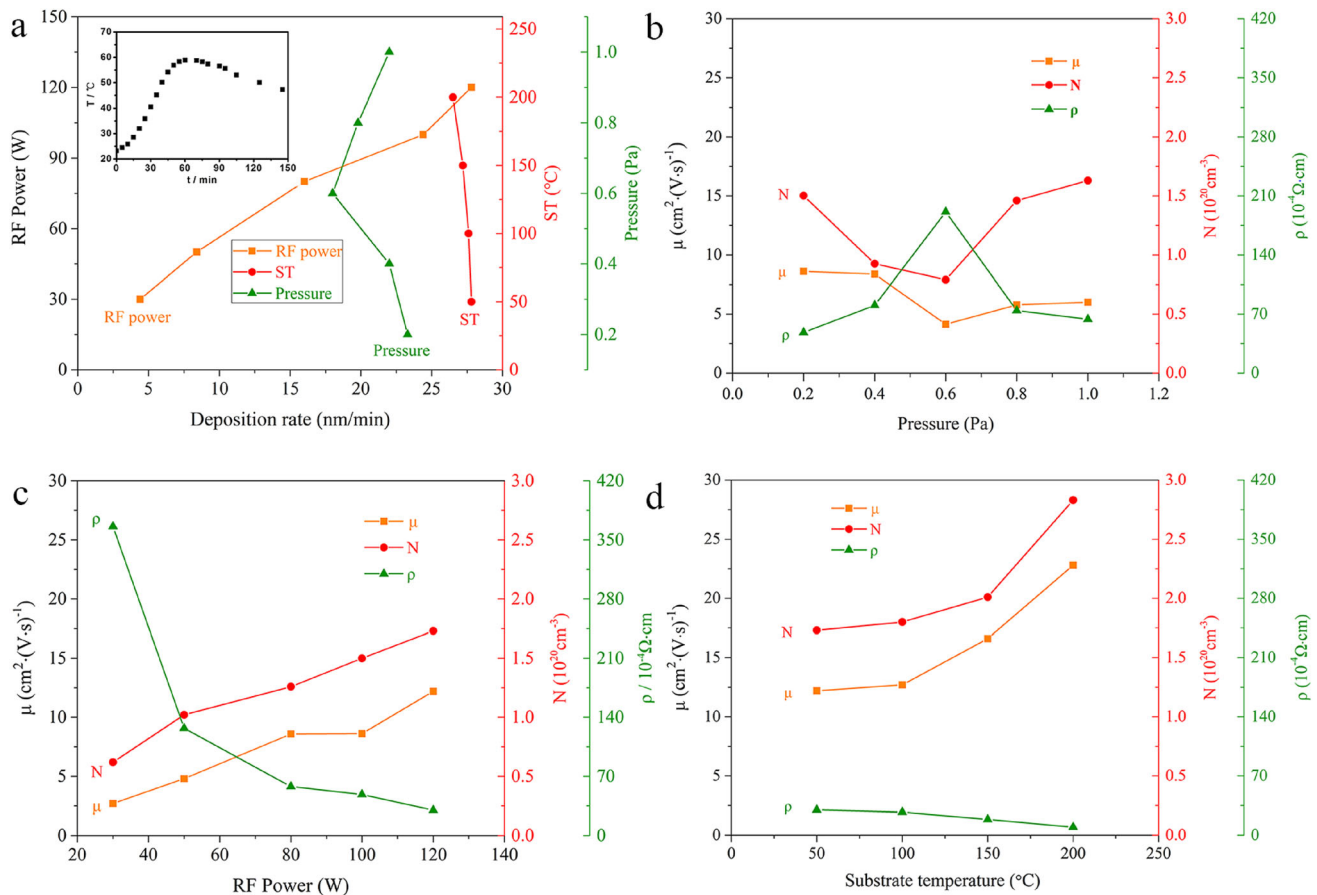 a
RF Power (W)
150
120
90
60
30
0
0
5
10
15
20
25
30
Deposition rate (nm/min)
ST (°C)
250
200
150
100
50
0
Pressure (Pa)
1.0
0.8
0.6
0.4
0.2
T / °C
70
60
50
40
30
20
0
30
60
90
120
150
t / min
RF power
ST
Pressure
RF power
Pressure
ST
b
μ (cm²·(V·s)⁻¹
30
25
20
15
10
5
0
0.0
0.2
0.4
0.6
0.8
1.0
1.2
Pressure (Pa)
N (10²⁰cm⁻³)
3.0
2.5
2.0
1.5
1.0
0.5
0.0
ρ (10⁻⁴Ω·cm)
420
350
280
210
140
70
0
μ
N
ρ
N
μ
ρ
c
μ (cm²·(V·s)⁻¹
30
25
20
15
10
5
0
20
40
60
80
100
120
140
RF Power (W)
N (10²⁰cm⁻³)
3.0
2.5
2.0
1.5
1.0
0.5
0.0
ρ / 10⁻⁴Ω·cm
420
350
280
210
140
70
0
μ
N
ρ
ρ
N
μ
d
μ (cm²·(V·s)⁻¹
30
25
20
15
10
5
0
0
50
100
150
200
250
Substrate temperature (°C)
N (10²⁰cm⁻³)
3.0
2.5
2.0
1.5
1.0
0.5
0.0
ρ (10⁻⁴Ω·cm)
420
350
280
210
140
70
0
μ
N
ρ
N
μ
ρ